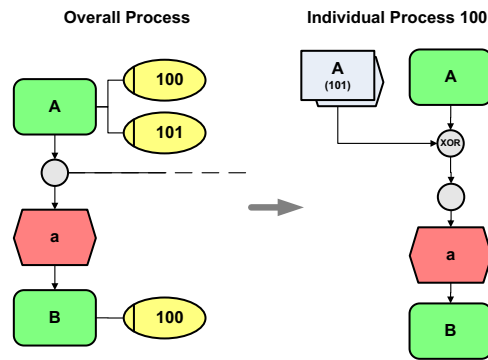 Overall Process
Individual Process 100
A
100
101
a
B
100
A
(101)
A
XOR
a
B